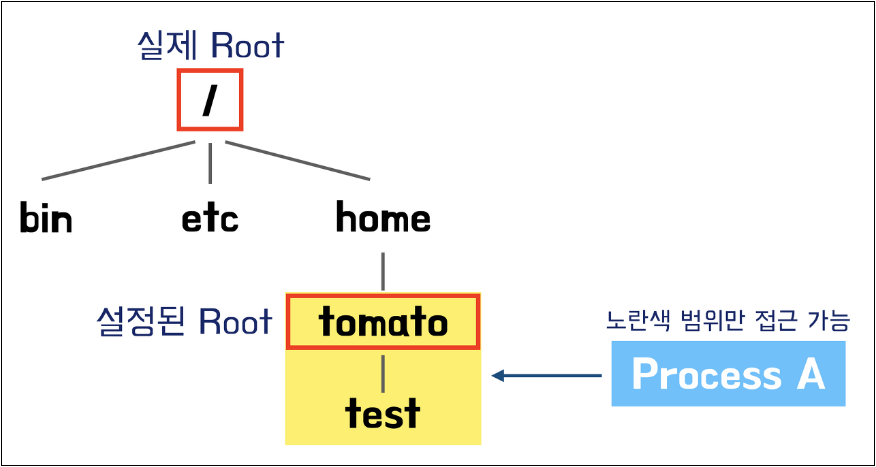 실제 Root
/
bin
etc
home
설정된 Root
tomato
노란색 범위만 접근 가능
Process A
test